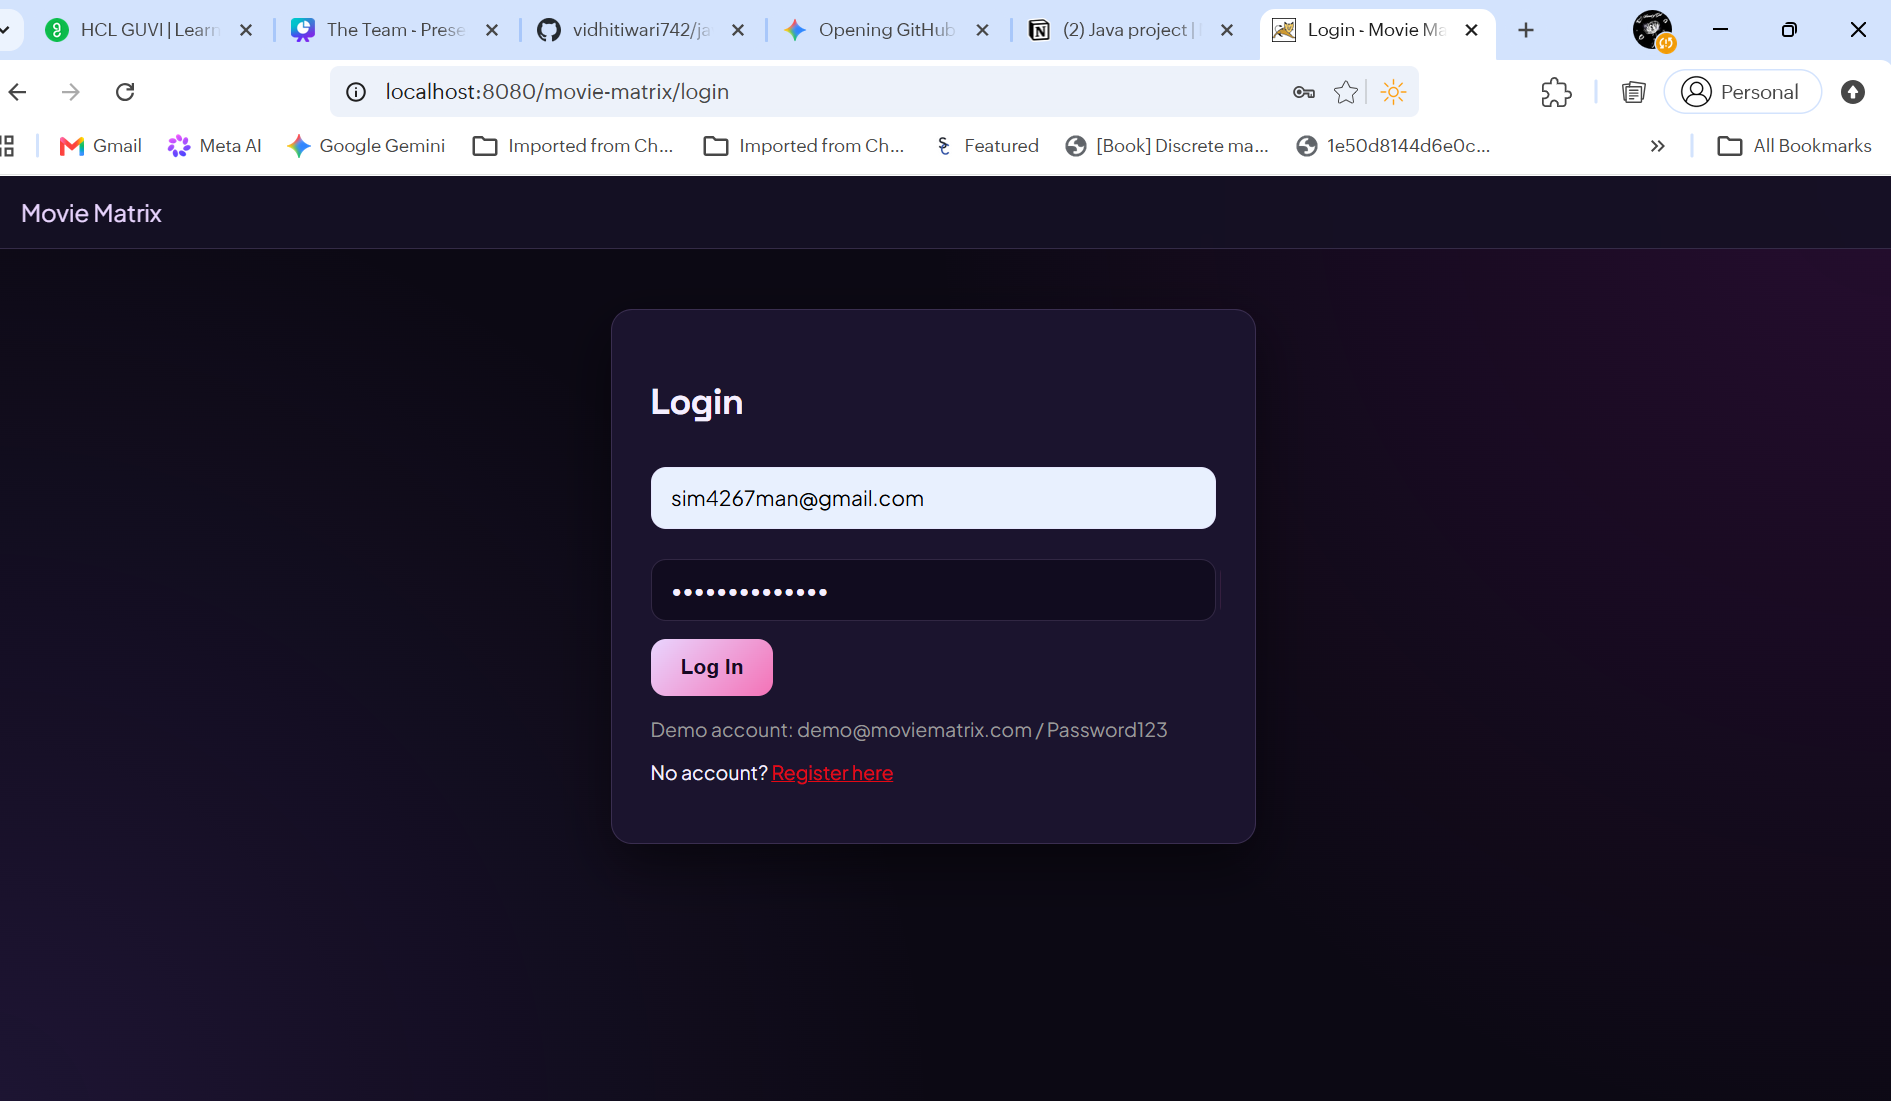 HCL GUVI | Learn
The Team - Prese
vidhitiwari742/ja
Opening GitHub
(2) Java project |
Login - Movie Ma
localhost:8080/movie-matrix/login
Personal
Gmail
Meta AI
Google Gemini
Imported from Ch...
Imported from Ch...
Featured
[Book] Discrete ma...
1e50d8144d6e0c...
All Bookmarks
Movie Matrix
Login
sim4267man@gmail.com
••••••••••••••
Log In
Demo account: demo@moviematrix.com / Password123
No account? Register here